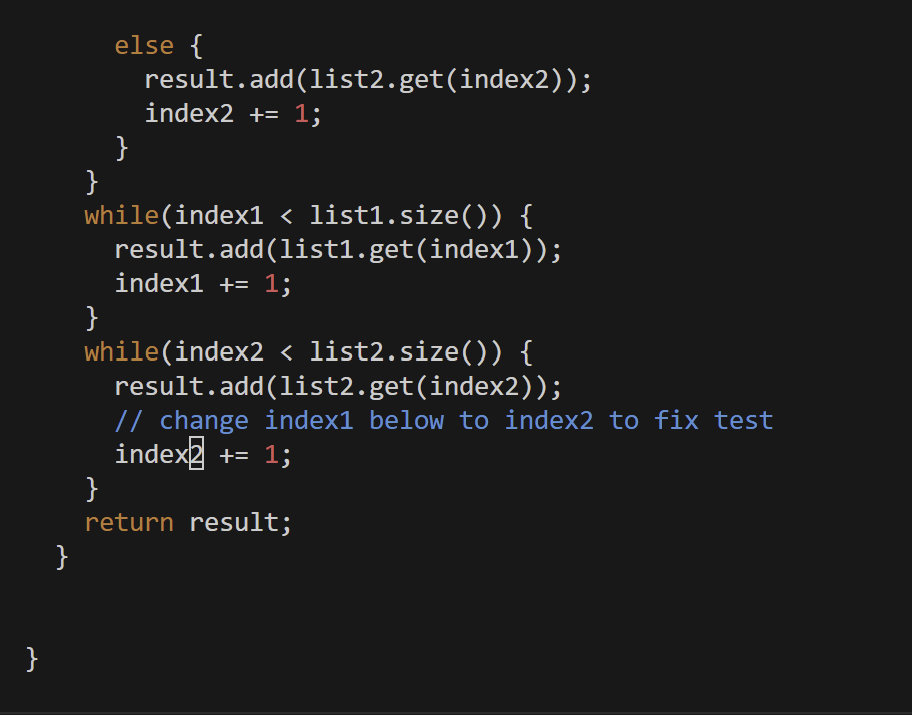 else {
result.add(list2.get(index2));
index2 += 1;
}
}
while(index1 < list1.size()) {
result.add(list1.get(index1));
index1 += 1;
}
while(index2 < list2.size()) {
result.add(list2.get(index2));
// change index1 below to index2 to fix test
index2 += 1;
}
return result;
}
}